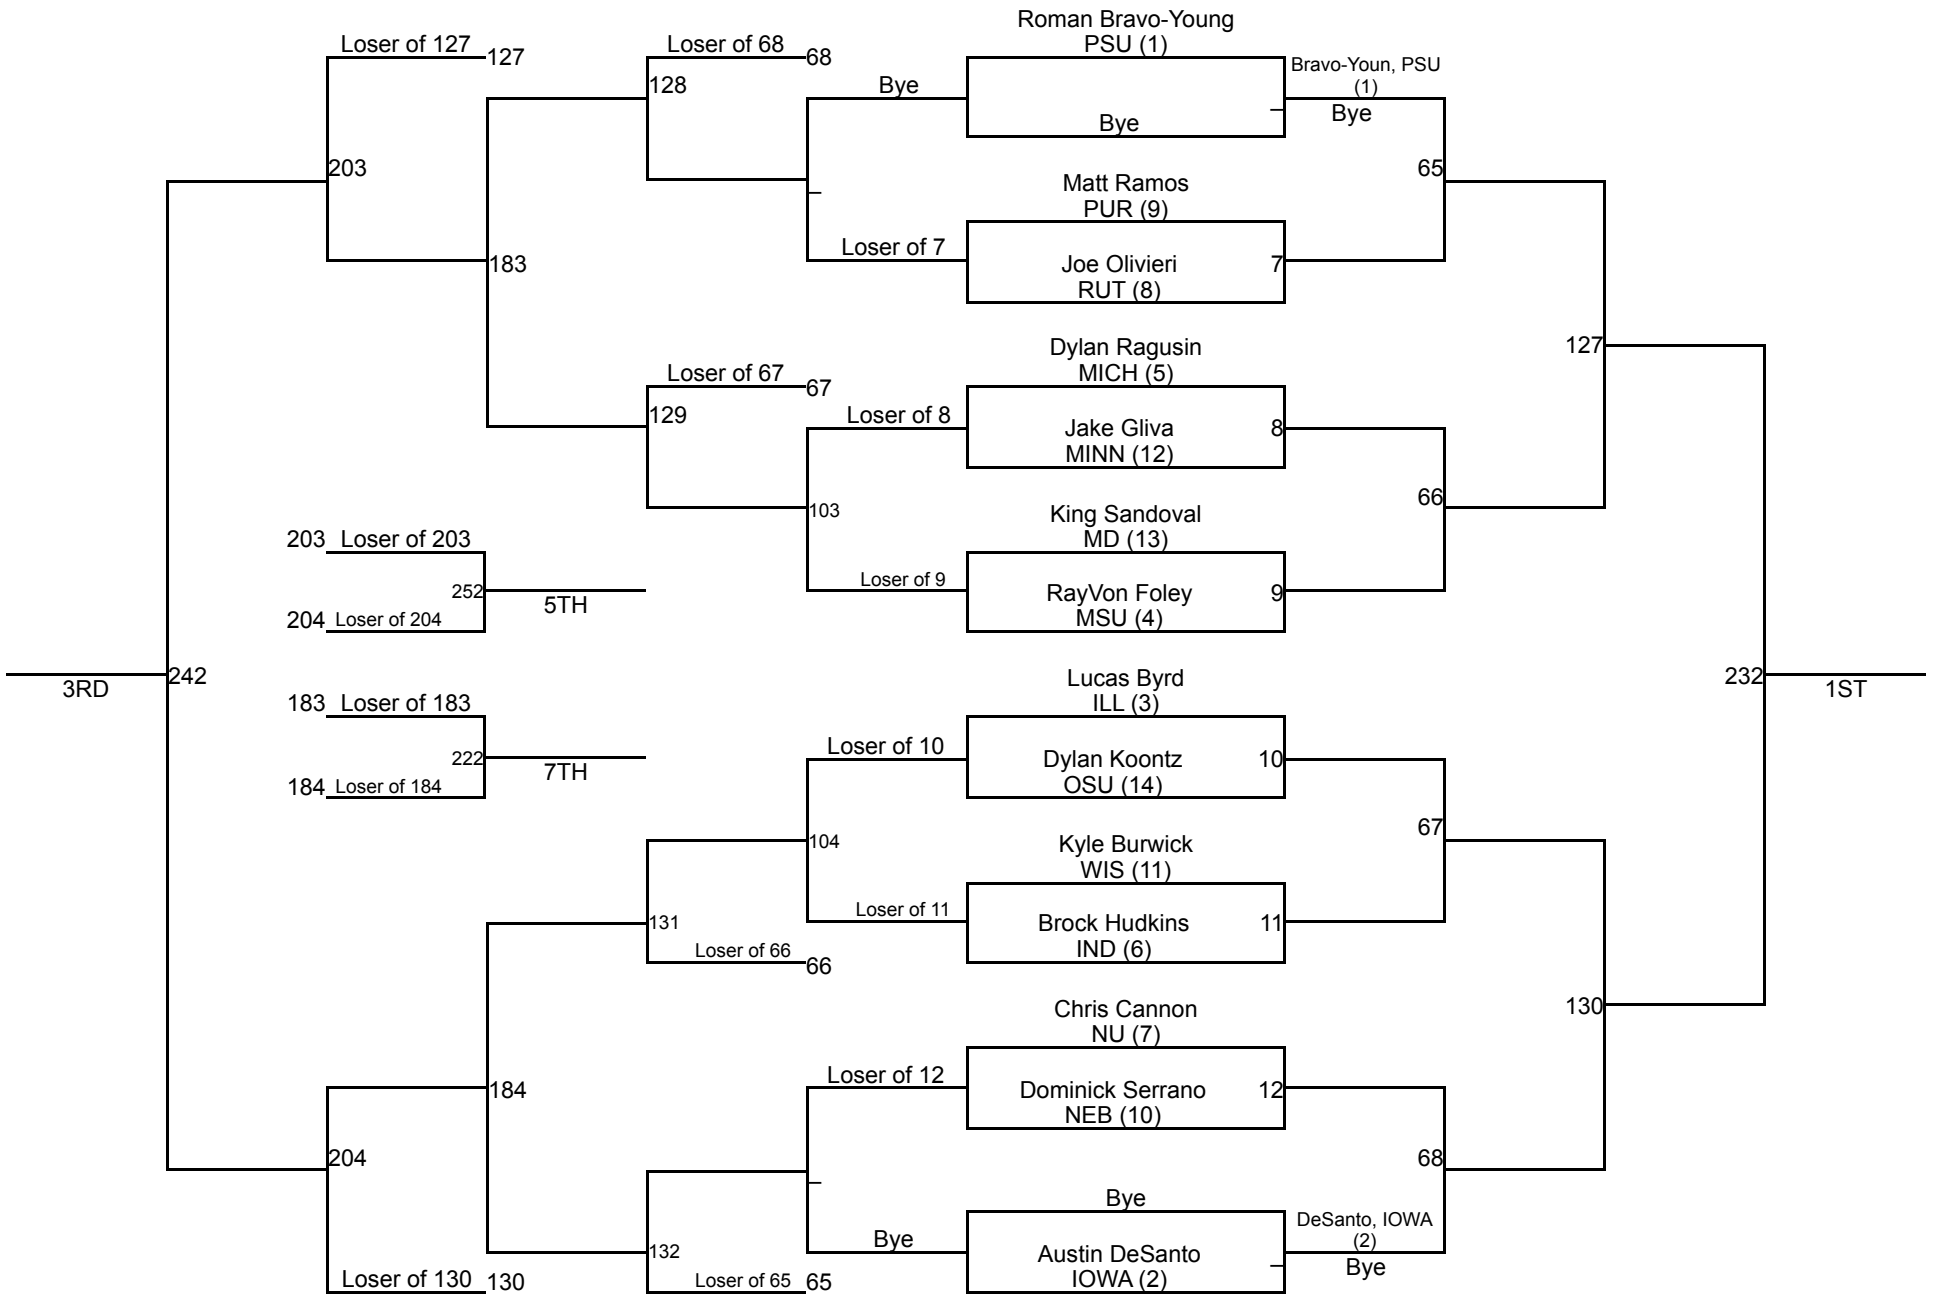 Roman Bravo-Young
PSU (1)
Loser of 127
127
Loser of 68
68
Bravo-Youn, PSU
(1)
128
Bye
Bye
Bye
203
65
Matt Ramos
PUR (9)
Loser of 7
183
Joe Olivieri
RUT (8)
7
Dylan Ragusin
MICH (5)
127
Loser of 67
67
129
Loser of 8
Jake Gliva
MINN (12)
8
66
103
King Sandoval
MD (13)
203
Loser of 203
Loser of 9
252
5TH
RayVon Foley
MSU (4)
9
204
Loser of 204
3RD
242
Lucas Byrd
ILL (3)
232
1ST
183
Loser of 183
222
7TH
Loser of 10
Dylan Koontz
OSU (14)
10
184
Loser of 184
67
104
Kyle Burwick
WIS (11)
Loser of 11
131
Brock Hudkins
IND (6)
11
Loser of 66
66
Chris Cannon
NU (7)
130
Loser of 12
184
Dominick Serrano
NEB (10)
12
204
68
Bye
DeSanto, IOWA
(2)
Bye
Bye
132
Austin DeSanto
IOWA (2)
Loser of 130
130
Loser of 65
65